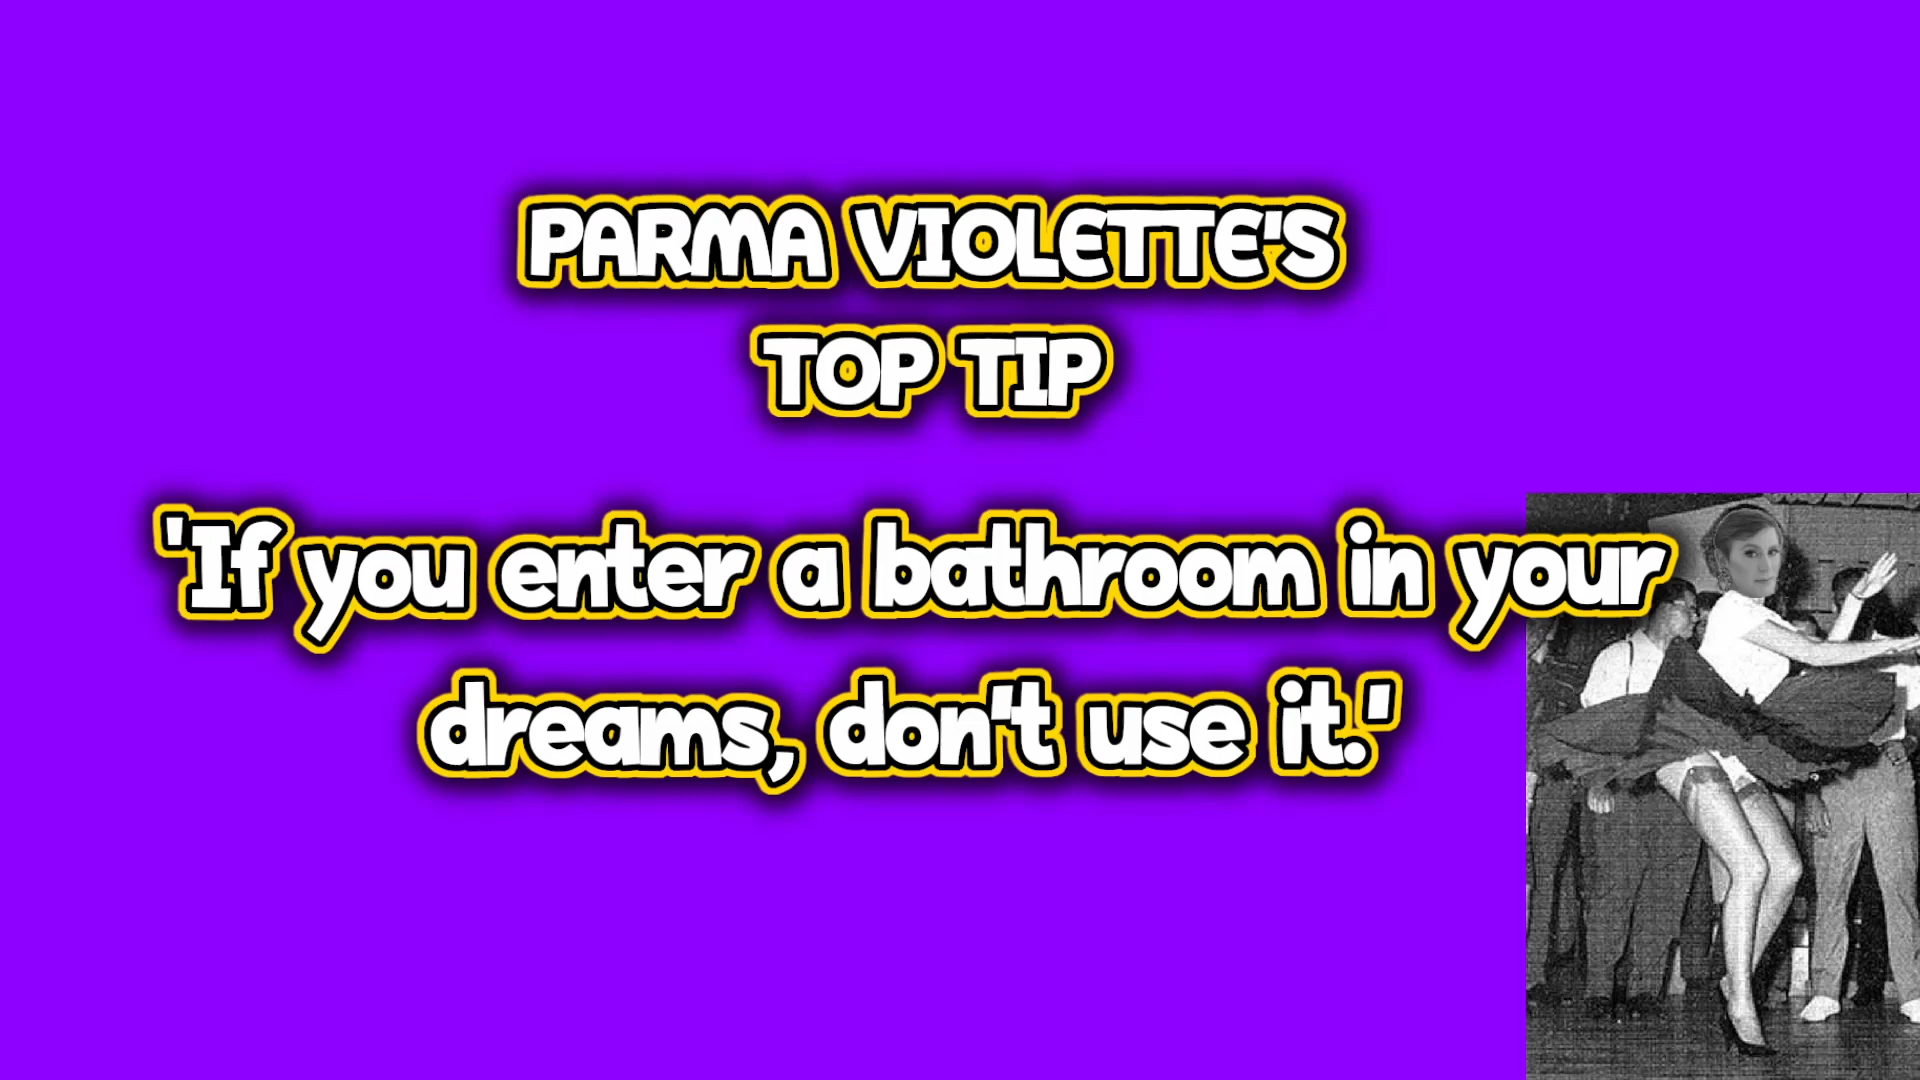 PARMA VIOLETTE'S
TOP TIP
'If you enter a bathroom in your
dreams, don't use it.'